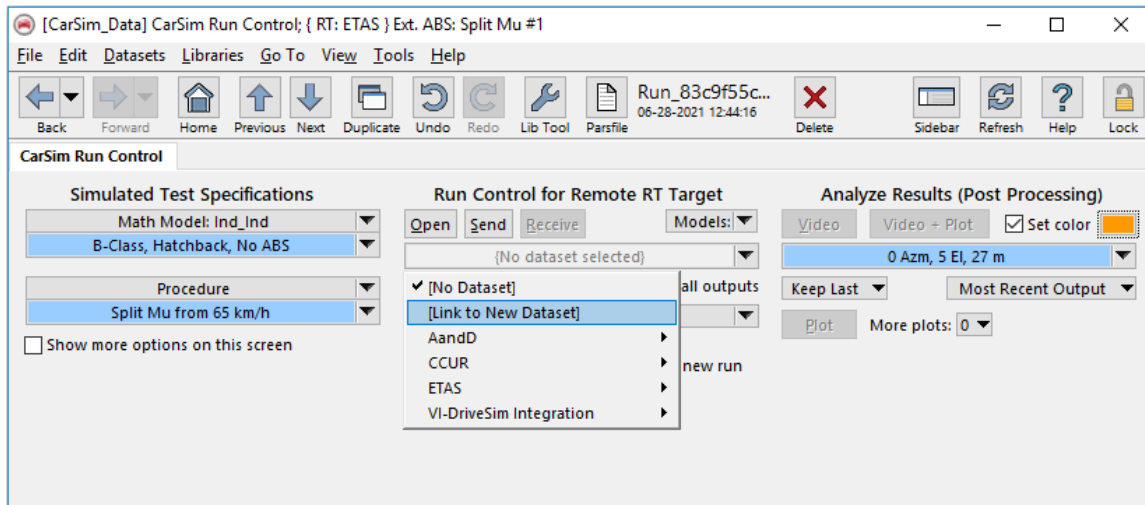 [CarSim_Data] CarSim Run Control; { RT: ETAS } Ext. ABS: Split Mu #1
File Edit Datasets Libraries Go To View Tools Help
Run_83c9f55c...
06-28-2021 12:44:16
Back Forward Home Previous Next Duplicate Undo Redo Lib Tool Parsfile Delete Sidebar Refresh Help Lock
CarSim Run Control
Simulated Test Specifications
Math Model: Ind_Ind
B-Class, Hatchback, No ABS
Procedure
Split Mu from 65 km/h
Show more options on this screen
Run Control for Remote RT Target
Open Send Receive Models:
{No dataset selected}
[No Dataset]
[Link to New Dataset]
AandD
CCUR
ETAS
VI-DriveSim Integration
all outputs
new run
Analyze Results (Post Processing)
Video Video + Plot Set color
0 Azm, 5 El, 27 m
Keep Last Most Recent Output
Plot More plots: 0